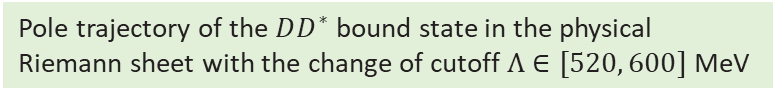 Pole trajectory of the DD* bound state in the physical
Riemann sheet with the change of cutoff Λ ∈ [520, 600] MeV